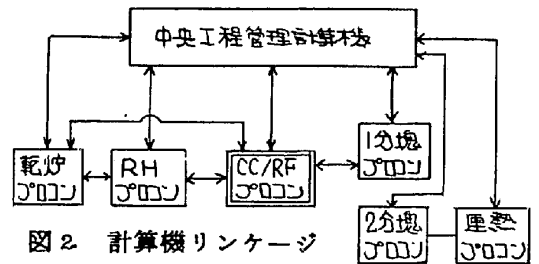 中央工程管理計算機
転炉
プロコン
RH
プロコン
CC/RF
プロコン
1分塊
プロコン
2分塊
プロコン
厚熱
プロコン
図2 計算機リンケージ